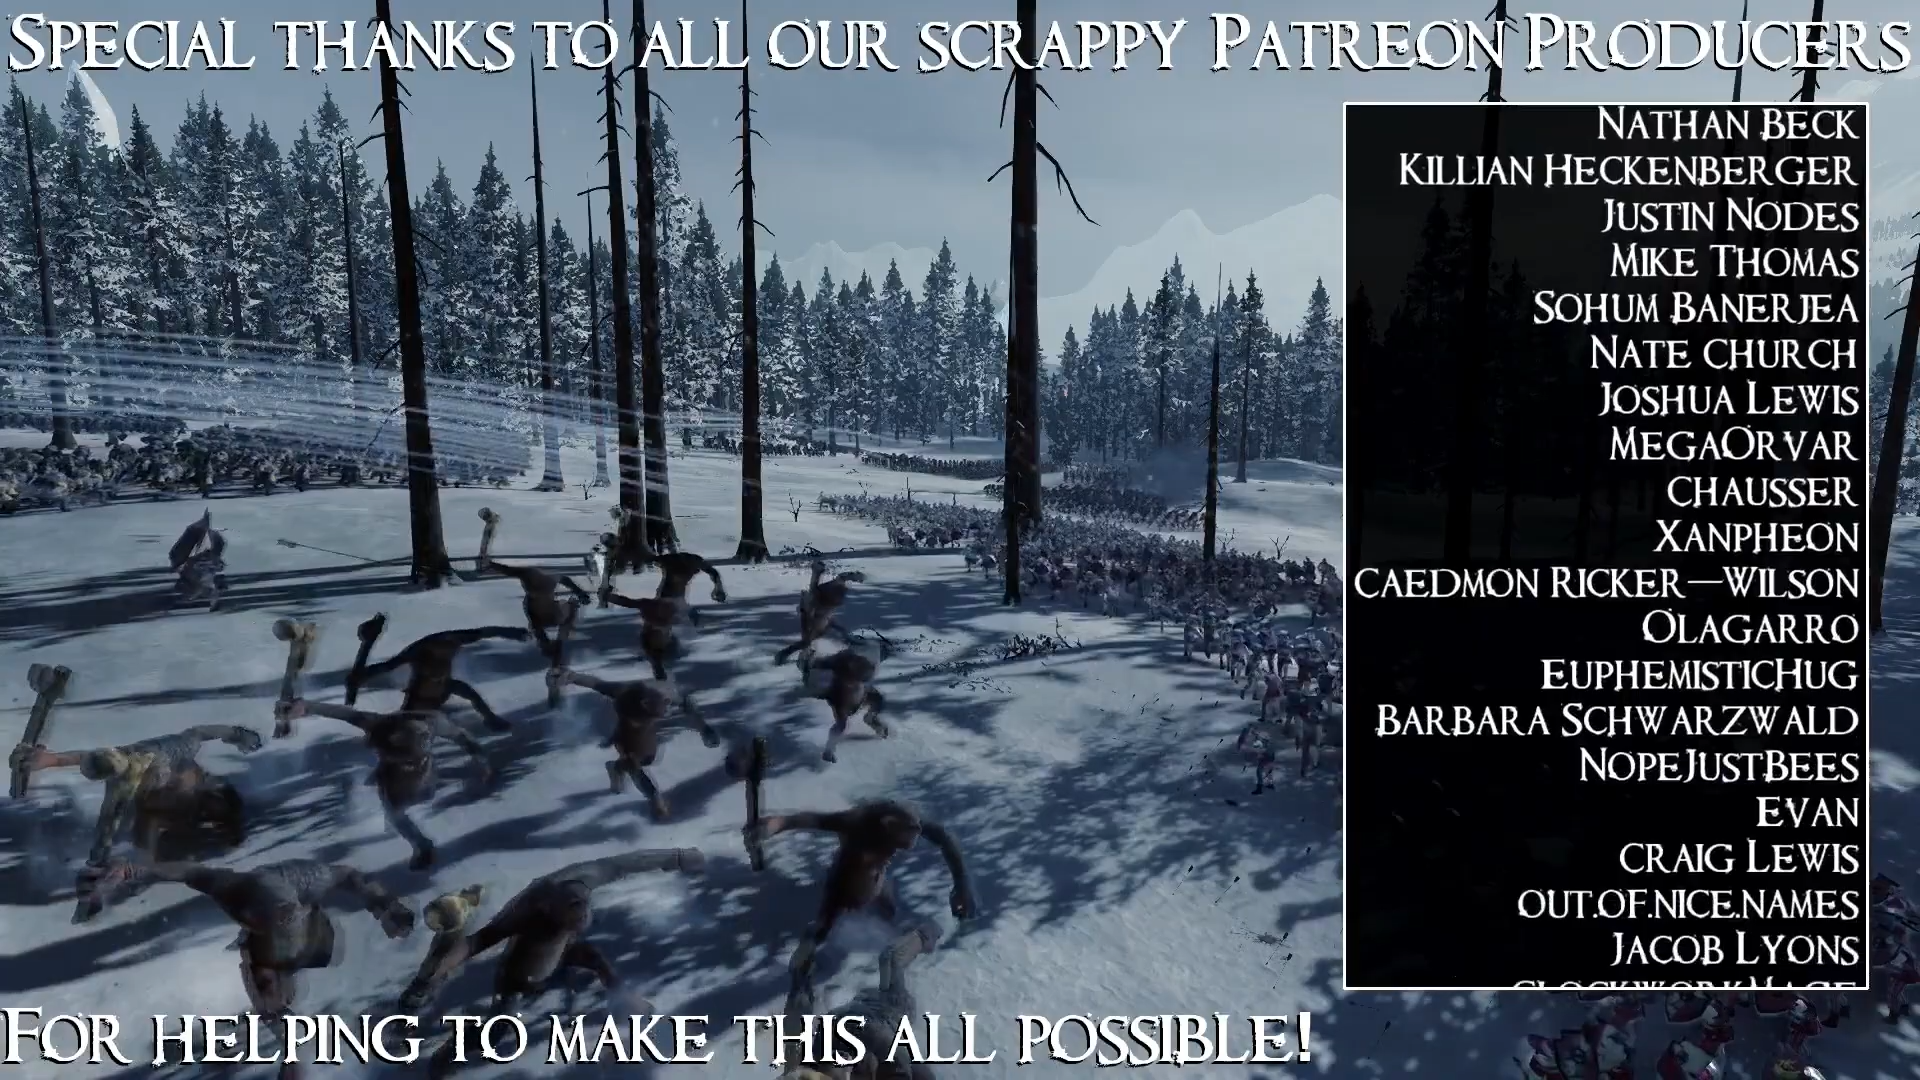 Special thanks to all our scrappy Patreon Producers
Nathan Beck
Killian Heckenberger
Justin Nodes
Mike Thomas
Sohum Banerjea
Nate Church
Joshua Lewis
MegaOrvar
chausser
Xanpheon
Caedmon Ricker—Wilson
Olagarro
EuphemisticHug
Barbara Schwarzwald
NopeJustBees
Evan
Craig Lewis
out.of.nice.names
Jacob Lyons
For helping to make this all possible!